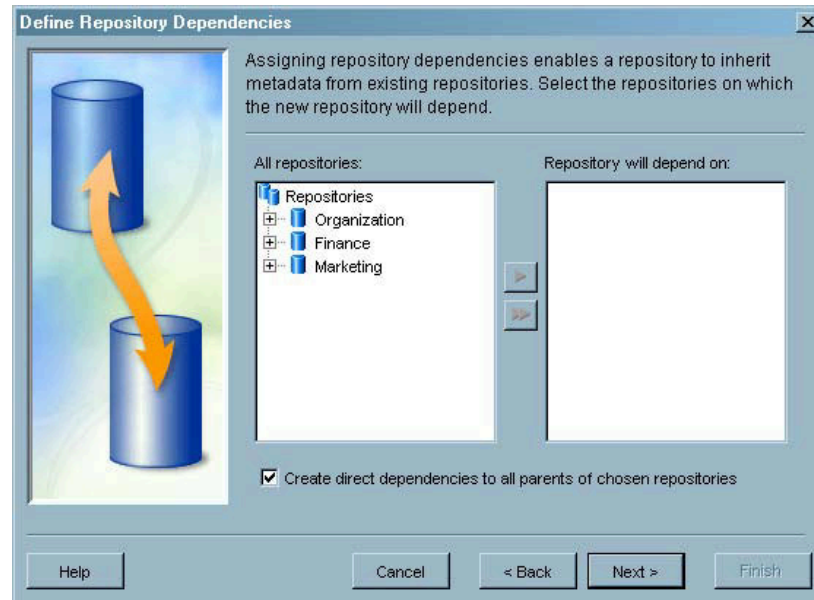 Define Repository Dependencies
Assigning repository dependencies enables a repository to inherit
metadata from existing repositories. Select the repositories on which
the new repository will depend.
All repositories:
Repository will depend on:
Repositories
Organization
Finance
Marketing
Create direct dependencies to all parents of chosen repositories
Help
Cancel
< Back
Next >
Finish